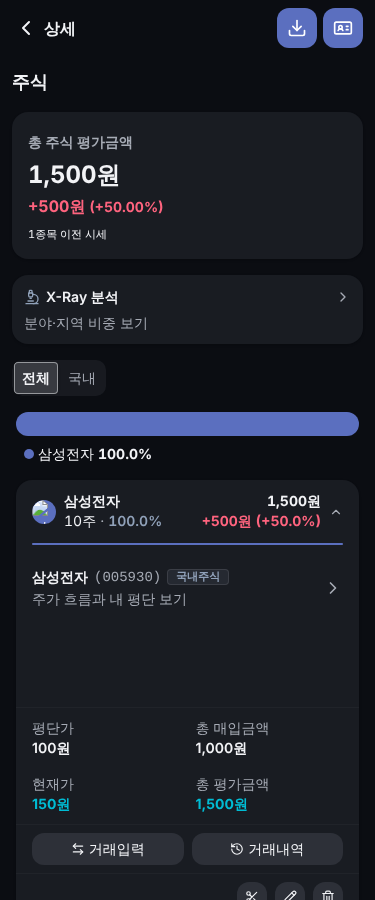 상세
주식
총 주식 평가금액
1,500원
+500원 (+50.00%)
1종목 이전 시세
X-Ray 분석
분야·지역 비중 보기
전체 국내
삼성전자 100.0%
삼성전자 1,500원
10주 · 100.0% +500원 (+50.0%)
삼성전자 (005930) 국내주식
주가 흐름과 내 평단 보기
평단가 총 매입금액
100원 1,000원
현재가 총 평가금액
150원 1,500원
거래입력 거래내역